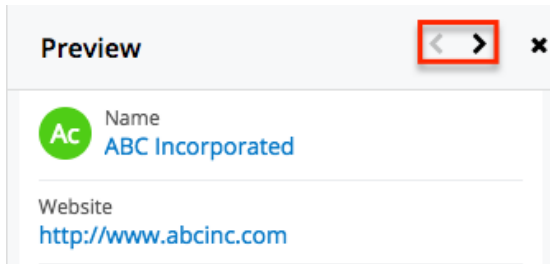 Preview
Ac
Name
ABC Incorporated
Website
http://www.abcinc.com